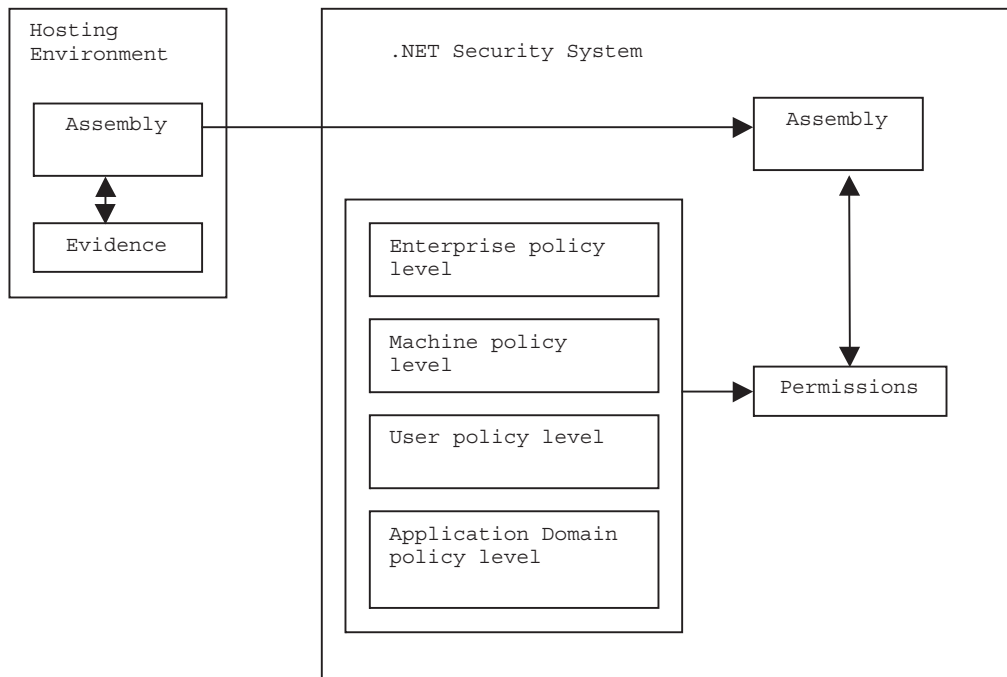 Hosting
Environment
Assembly
Evidence
.NET Security System
Assembly
Enterprise policy
level
Machine policy
level
User policy level
Application Domain
policy level
Permissions